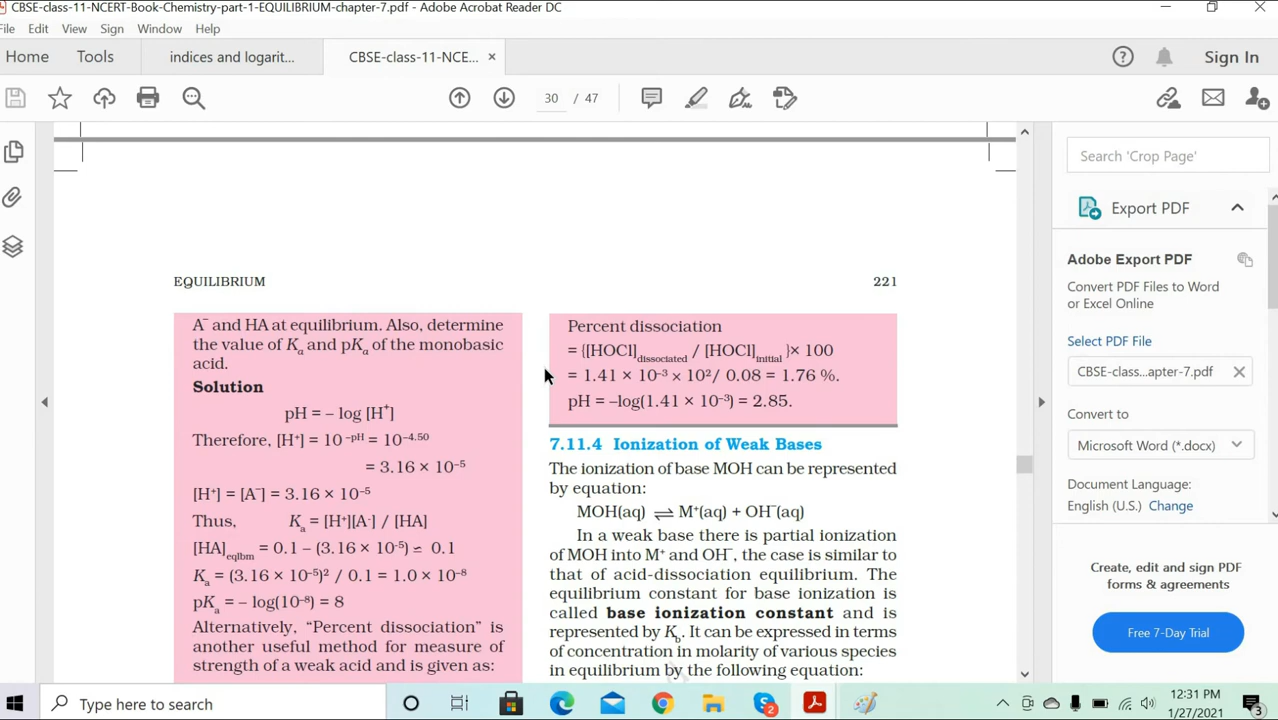 CBSE-class-11-NCERT-Book-Chemistry-part-1-EQUILIBRIUM-chapter-7.pdf - Adobe Acrobat Reader DC
File Edit View Sign Window Help
Home Tools indices and logarit... CBSE-class-11-NCE... × Sign In
30 / 47
EQUILIBRIUM 221
A⁻ and HA at equilibrium. Also, determine
the value of Kₐ and pKₐ of the monobasic
acid.
Solution
pH = – log [H⁺]
Therefore, [H⁺] = 10 ⁻ᵖᴴ = 10⁻⁴·⁵⁰
= 3.16 × 10⁻⁵
[H⁺] = [A⁻] = 3.16 × 10⁻⁵
Thus, Kₐ = [H⁺][A⁻] / [HA]
[HA]eqlbm = 0.1 – (3.16 × 10⁻⁵) ≃ 0.1
Kₐ = (3.16 × 10⁻⁵)² / 0.1 = 1.0 × 10⁻⁸
pKₐ = – log(10⁻⁸) = 8
Alternatively, “Percent dissociation” is
another useful method for measure of
strength of a weak acid and is given as:
Percent dissociation
= {[HOCl]dissociated / [HOCl]initial }× 100
= 1.41 × 10⁻³ × 10²/ 0.08 = 1.76 %.
pH = –log(1.41 × 10⁻³) = 2.85.
7.11.4 Ionization of Weak Bases
The ionization of base MOH can be represented
by equation:
MOH(aq) ⇌ M⁺(aq) + OH⁻(aq)
In a weak base there is partial ionization
of MOH into M⁺ and OH⁻, the case is similar to
that of acid-dissociation equilibrium. The
equilibrium constant for base ionization is
called base ionization constant and is
represented by K_b. It can be expressed in terms
of concentration in molarity of various species
in equilibrium by the following equation:
Search 'Crop Page'
Export PDF
Adobe Export PDF
Convert PDF Files to Word
or Excel Online
Select PDF File
CBSE-class...apter-7.pdf ×
Convert to
Microsoft Word (*.docx)
Document Language:
English (U.S.) Change
Create, edit and sign PDF
forms & agreements
Free 7-Day Trial
Type here to search
2
12:31 PM
1/27/2021
3